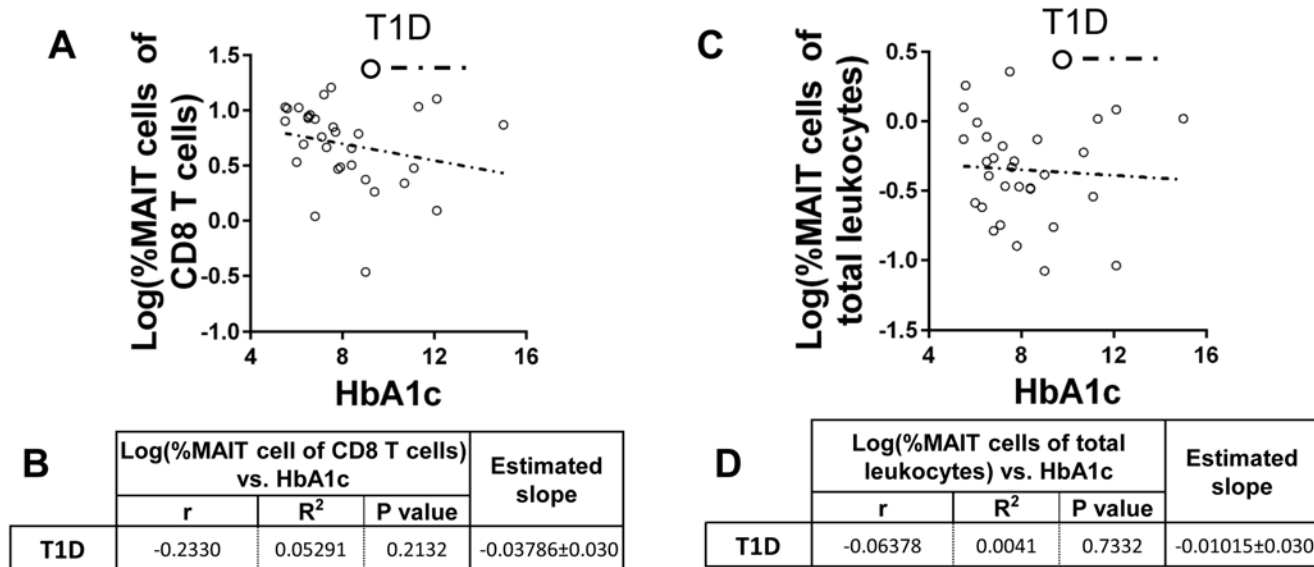 A
T1D
Log(%MAIT cells of
CD8 T cells)
1.5
1.0
0.5
0.0
-0.5
-1.0
4
8
12
16
HbA1c
B
Log(%MAIT cell of CD8 T cells)
vs. HbA1c
Estimated
slope
r
R²
P value
T1D
-0.2330
0.05291
0.2132
-0.03786±0.030
C
T1D
Log(%MAIT cells of
total leukocytes)
0.5
0.0
-0.5
-1.0
-1.5
4
8
12
16
HbA1c
D
Log(%MAIT cells of total
leukocytes) vs. HbA1c
Estimated
slope
r
R²
P value
T1D
-0.06378
0.0041
0.7332
-0.01015±0.030